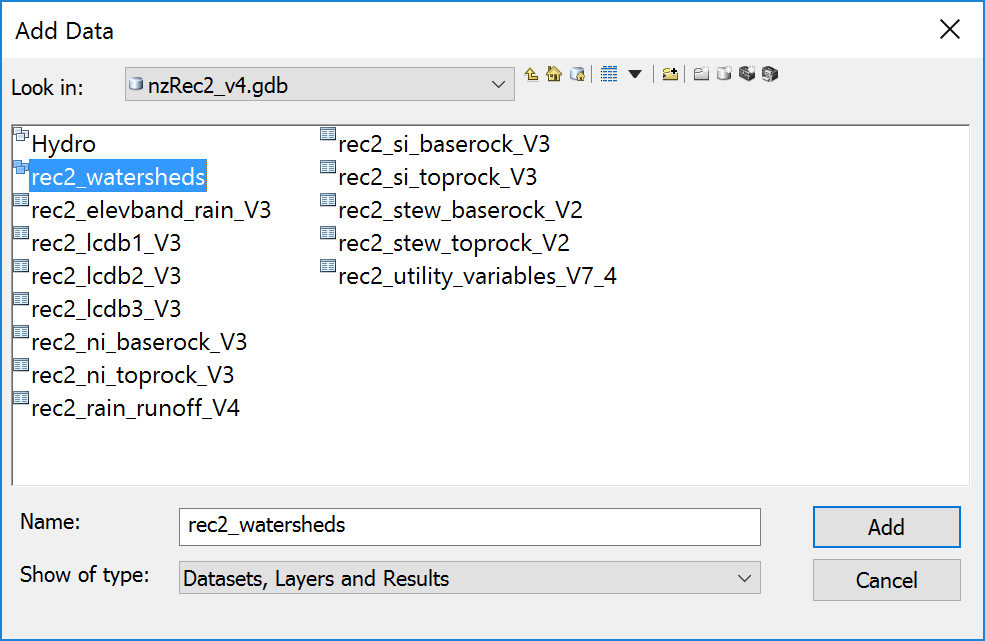 Add Data
Look in:
nzRec2_v4.gdb
Hydro
rec2_watersheds
rec2_elevband_rain_V3
rec2_lcdb1_V3
rec2_lcdb2_V3
rec2_lcdb3_V3
rec2_ni_baserock_V3
rec2_ni_toprock_V3
rec2_rain_runoff_V4
rec2_si_baserock_V3
rec2_si_toprock_V3
rec2_stew_baserock_V2
rec2_stew_toprock_V2
rec2_utility_variables_V7_4
Name:
rec2_watersheds
Add
Show of type:
Datasets, Layers and Results
Cancel